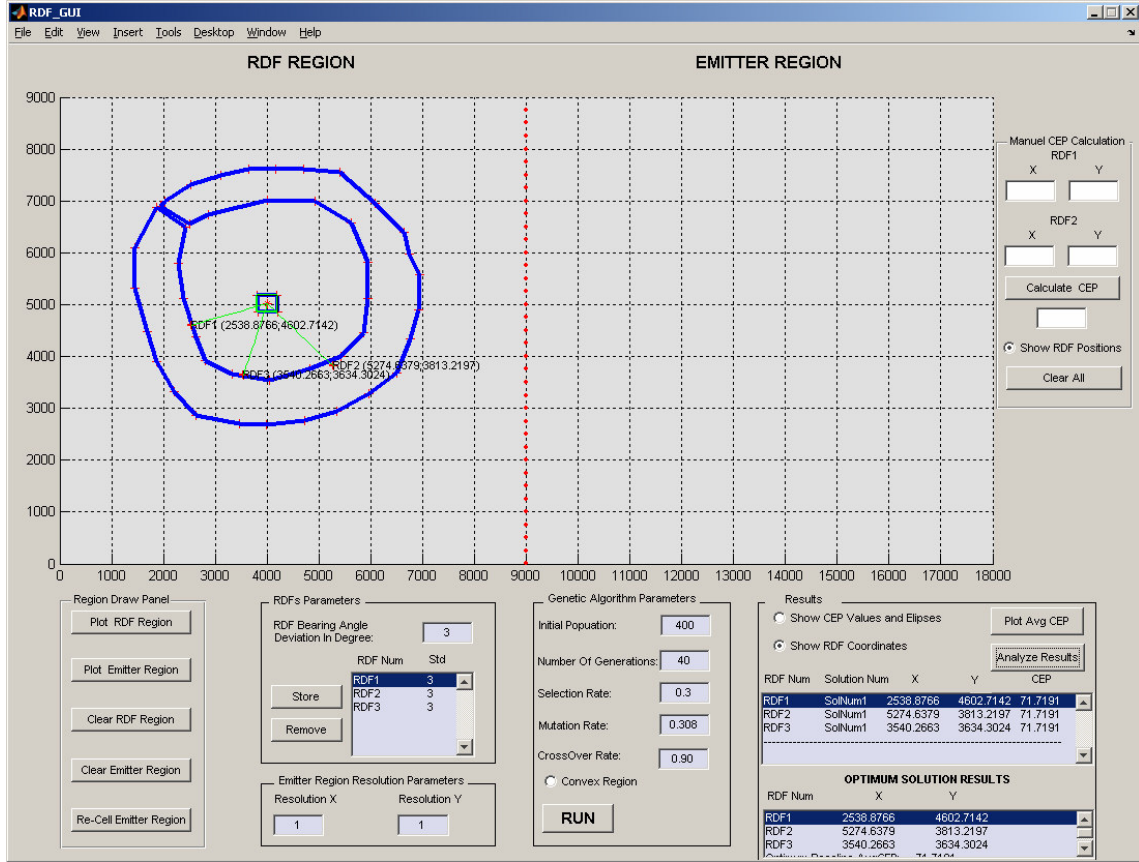 RDF_GUI
File Edit View Insert Tools Desktop Window Help
RDF REGION
EMITTER REGION
9000
8000
7000
6000
5000
4000
3000
2000
1000
0
0 1000 2000 3000 4000 5000 6000 7000 8000 9000 10000 11000 12000 13000 14000 15000 16000 17000 18000
RDF1 (2538.8766;4602.7142)
RDF2 (5274.6379;3813.2197)
RDF3 (3540.2663;3634.3024)
Manuel CEP Calculation
RDF1
X Y
RDF2
X Y
Calculate CEP
Show RDF Positions
Clear All
Region Draw Panel
Plot RDF Region
Plot Emitter Region
Clear RDF Region
Clear Emitter Region
Re-Cell Emitter Region
RDFs Parameters
RDF Bearing Angle
Deviation In Degree:
3
RDF Num Std
RDF1 3
RDF2 3
RDF3 3
Store
Remove
Emitter Region Resolution Parameters
Resolution X Resolution Y
1 1
Genetic Algorithm Parameters
Initial Popuation: 400
Number Of Generations: 40
Selection Rate: 0.3
Mutation Rate: 0.308
CrossOver Rate: 0.90
Convex Region
RUN
Results
Show CEP Values and Elipses
Plot Avg CEP
Show RDF Coordinates
Analyze Results
RDF Num Solution Num X Y CEP
RDF1 SolNum1 2538.8766 4602.7142 71.7191
RDF2 SolNum1 5274.6379 3813.2197 71.7191
RDF3 SolNum1 3540.2663 3634.3024 71.7191
OPTIMUM SOLUTION RESULTS
RDF Num X Y
RDF1 2538.8766 4602.7142
RDF2 5274.6379 3813.2197
RDF3 3540.2663 3634.3024